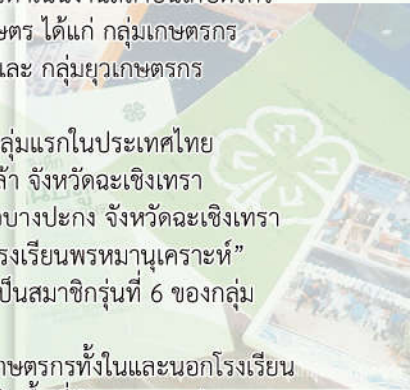 ษตร ได้แก่ กลุ่มเกษตรกร
และ กลุ่มยุวเกษตรกร
ลุ่มแรกในประเทศไทย
ล้า จังหวัดฉะเชิงเทรา
อบางปะกง จังหวัดฉะเชิงเทรา
รงเรียนพรหมานุเคราะห์”
ป็นสมาชิกรุ่นที่ 6 ของกลุ่ม
กษตรกรทั้งในและนอกโรงเรียน